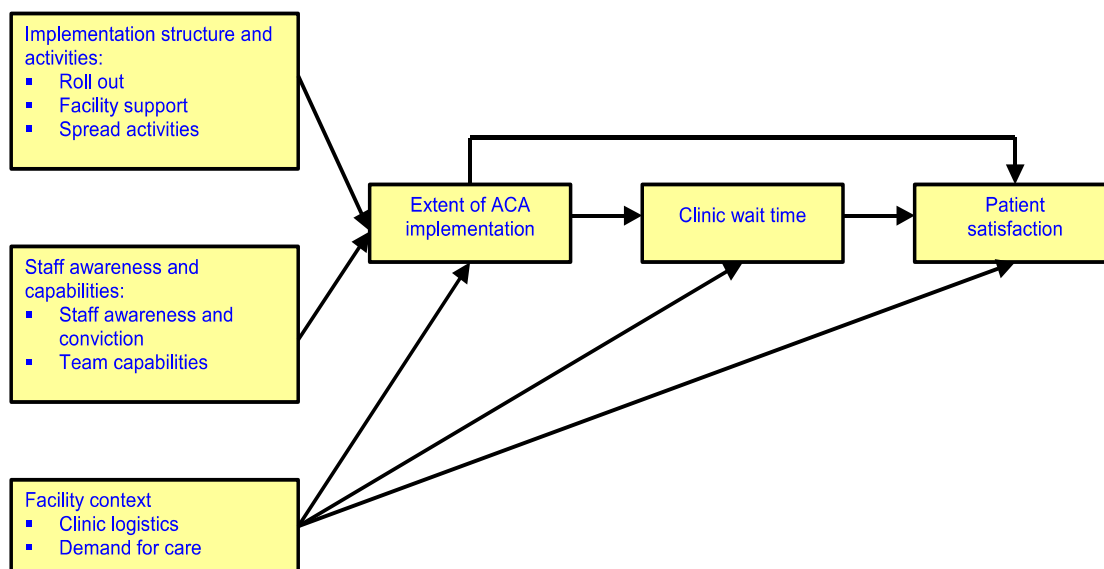 Implementation structure and
activities:
▪ Roll out
▪ Facility support
▪ Spread activities
Extent of ACA
implementation
Clinic wait time
Patient
satisfaction
Staff awareness and
capabilities:
▪ Staff awareness and
conviction
▪ Team capabilities
Facility context
▪ Clinic logistics
▪ Demand for care